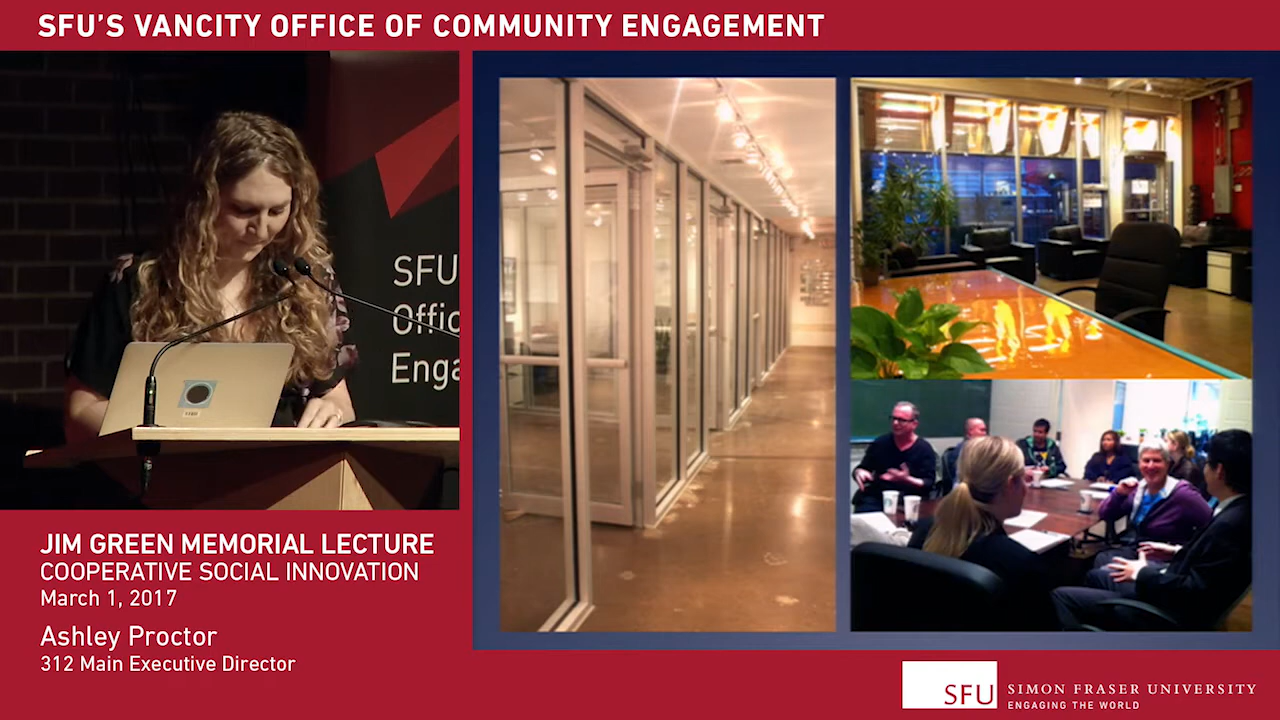 SFU'S VANCITY OFFICE OF COMMUNITY ENGAGEMENT
SFU
Offic
Enga
JIM GREEN MEMORIAL LECTURE
COOPERATIVE SOCIAL INNOVATION
March 1, 2017
Ashley Proctor
312 Main Executive Director
SFU
SIMON FRASER UNIVERSITY
ENGAGING THE WORLD